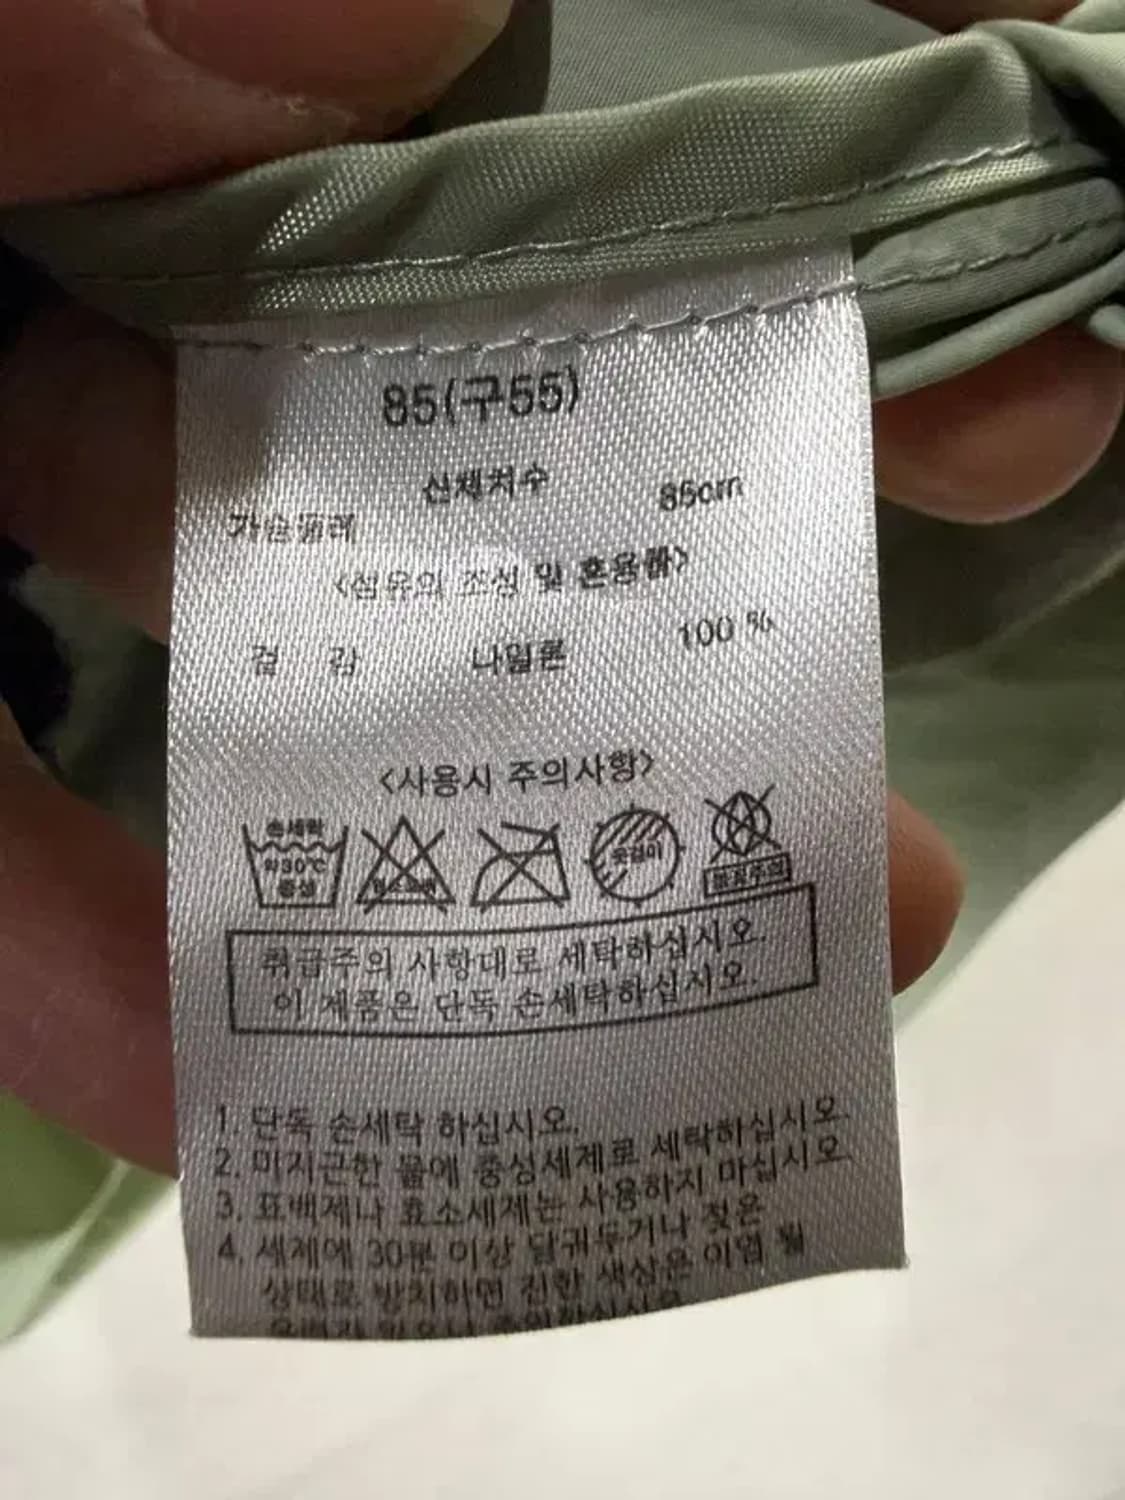 85(구55)
신체치수
가슴둘레 85cm
<섬유의 조성 및 혼용률>
겉 감 나일론 100 %
<사용시 주의사항>
손세탁
약30℃
중성
옷걸이
취급주의 사항대로 세탁하십시오.
이 제품은 단독 손세탁하십시오.
1. 단독 손세탁 하십시오.
2. 미지근한 물에 중성세제로 세탁하십시오.
3. 표백제나 효소세제는 사용하지 마십시오.
4. 세제에 30분 이상 담궈두거나 젖은
상태로 방치하면 진한 색상은 이염 될